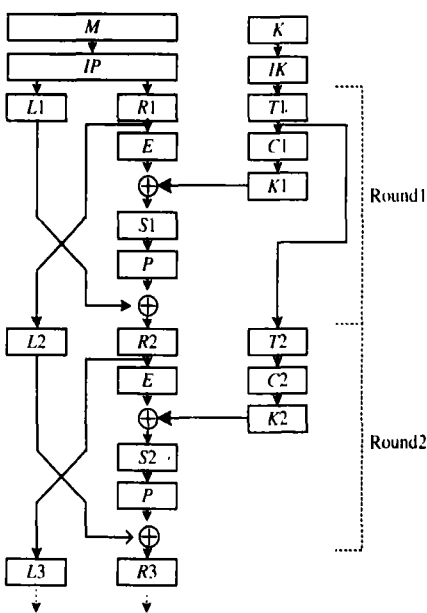 M
K
IP
IK
L1
R1
T1
E
C1
K1
Round1
S1
P
L2
R2
T2
E
C2
K2
Round2
S2
P
L3
R3